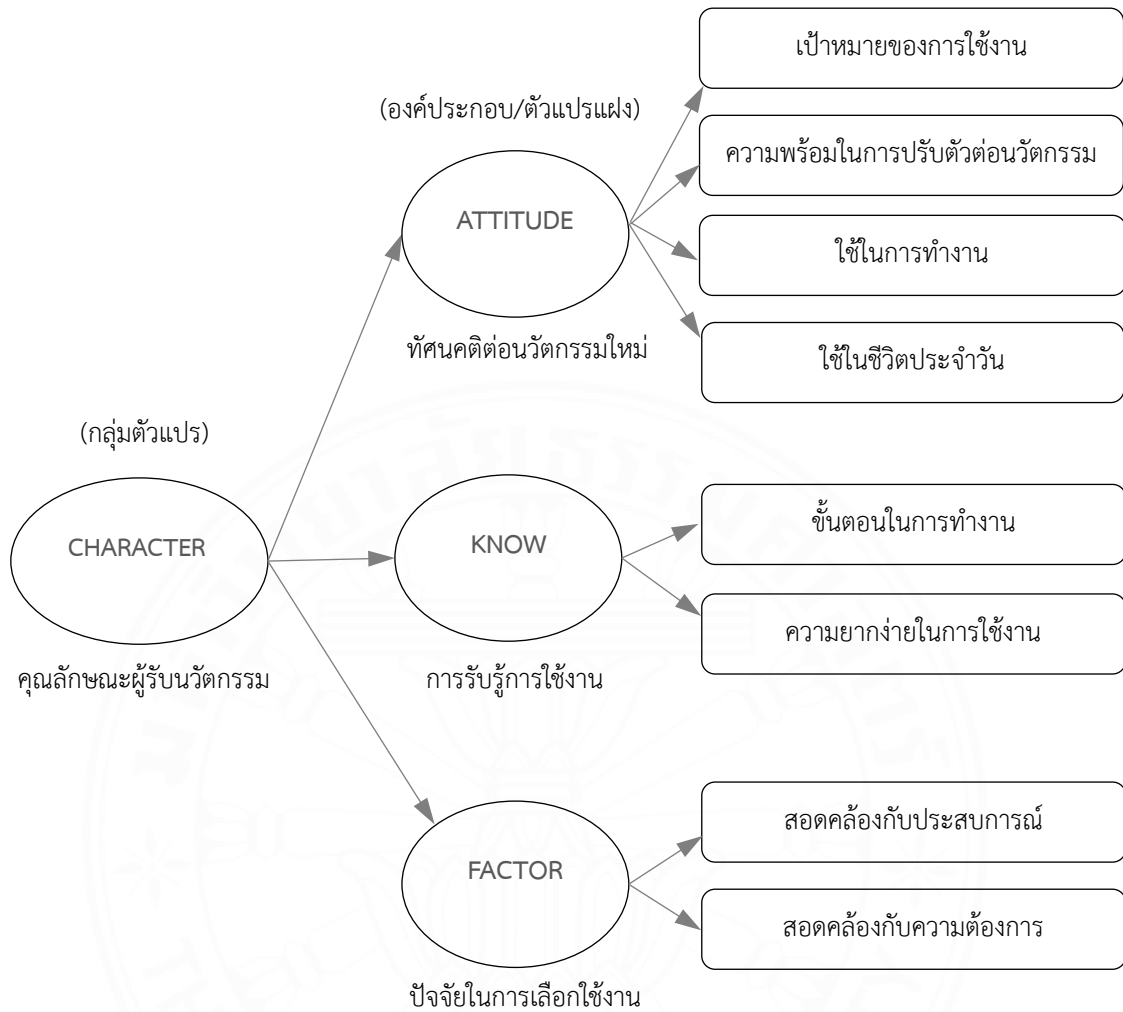 เป้าหมายของการใช้งาน
(องค์ประกอบ/ตัวแปรแฝง)
ความพร้อมในการปรับตัวต่อนวัตกรรม
ATTITUDE
ใช้ในการทำงาน
ทัศนคติต่อนวัตกรรมใหม่
ใช้ในชีวิตประจำวัน
(กลุ่มตัวแปร)
ขั้นตอนในการทำงาน
CHARACTER
KNOW
ความยากง่ายในการใช้งาน
คุณลักษณะผู้รับนวัตกรรม
การรับรู้การใช้งาน
สอดคล้องกับประสบการณ์
FACTOR
สอดคล้องกับความต้องการ
ปัจจัยในการเลือกใช้งาน